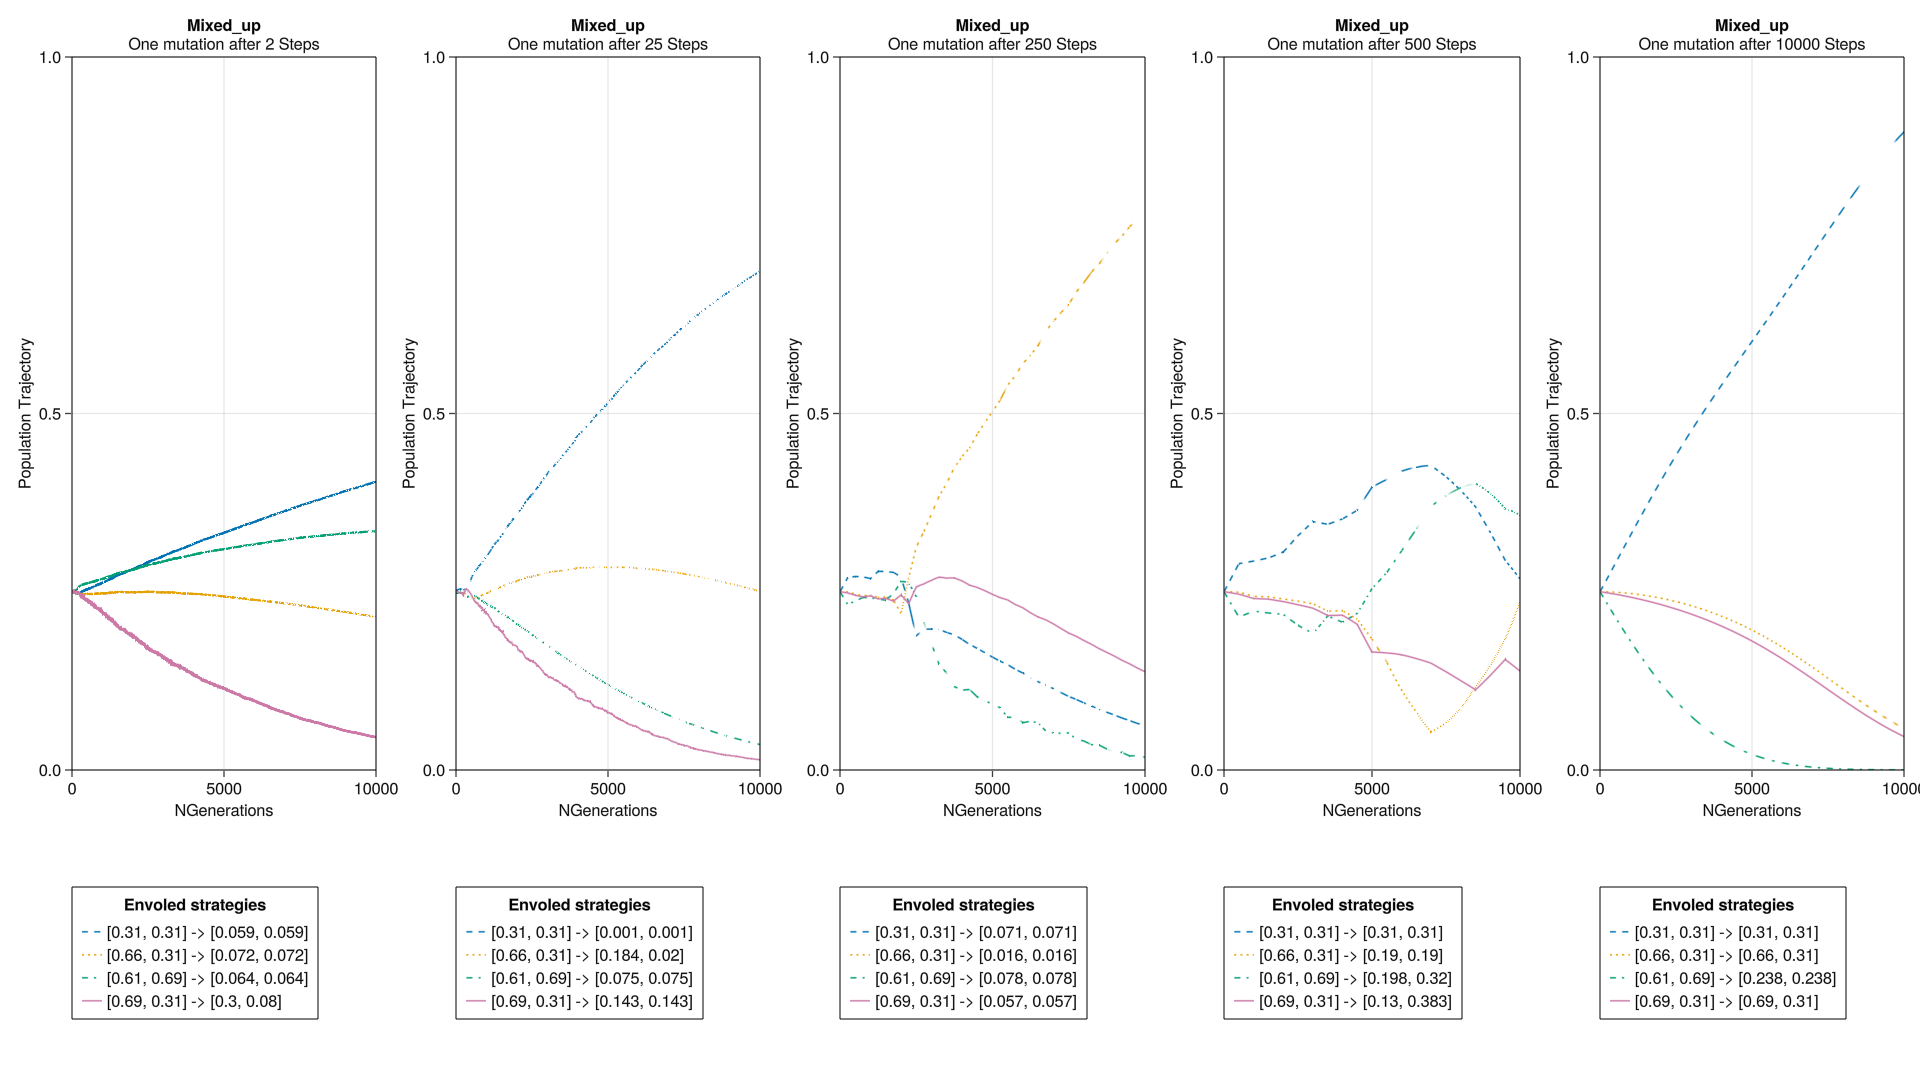 Mixed_up
One mutation after 2 Steps
1.0
0.5
0.0
Population Trajectory
0
5000
10000
NGenerations
Mixed_up
One mutation after 25 Steps
1.0
0.5
0.0
Population Trajectory
0
5000
10000
NGenerations
Mixed_up
One mutation after 250 Steps
1.0
0.5
0.0
Population Trajectory
0
5000
10000
NGenerations
Mixed_up
One mutation after 500 Steps
1.0
0.5
0.0
Population Trajectory
0
5000
10000
NGenerations
Mixed_up
One mutation after 10000 Steps
1.0
0.5
0.0
Population Trajectory
0
5000
10000
NGenerations
Envoled strategies
[0.31, 0.31] -> [0.059, 0.059]
[0.66, 0.31] -> [0.072, 0.072]
[0.61, 0.69] -> [0.064, 0.064]
[0.69, 0.31] -> [0.3, 0.08]
Envoled strategies
[0.31, 0.31] -> [0.001, 0.001]
[0.66, 0.31] -> [0.184, 0.02]
[0.61, 0.69] -> [0.075, 0.075]
[0.69, 0.31] -> [0.143, 0.143]
Envoled strategies
[0.31, 0.31] -> [0.071, 0.071]
[0.66, 0.31] -> [0.016, 0.016]
[0.61, 0.69] -> [0.078, 0.078]
[0.69, 0.31] -> [0.057, 0.057]
Envoled strategies
[0.31, 0.31] -> [0.31, 0.31]
[0.66, 0.31] -> [0.19, 0.19]
[0.61, 0.69] -> [0.198, 0.32]
[0.69, 0.31] -> [0.13, 0.383]
Envoled strategies
[0.31, 0.31] -> [0.31, 0.31]
[0.66, 0.31] -> [0.66, 0.31]
[0.61, 0.69] -> [0.238, 0.238]
[0.69, 0.31] -> [0.69, 0.31]